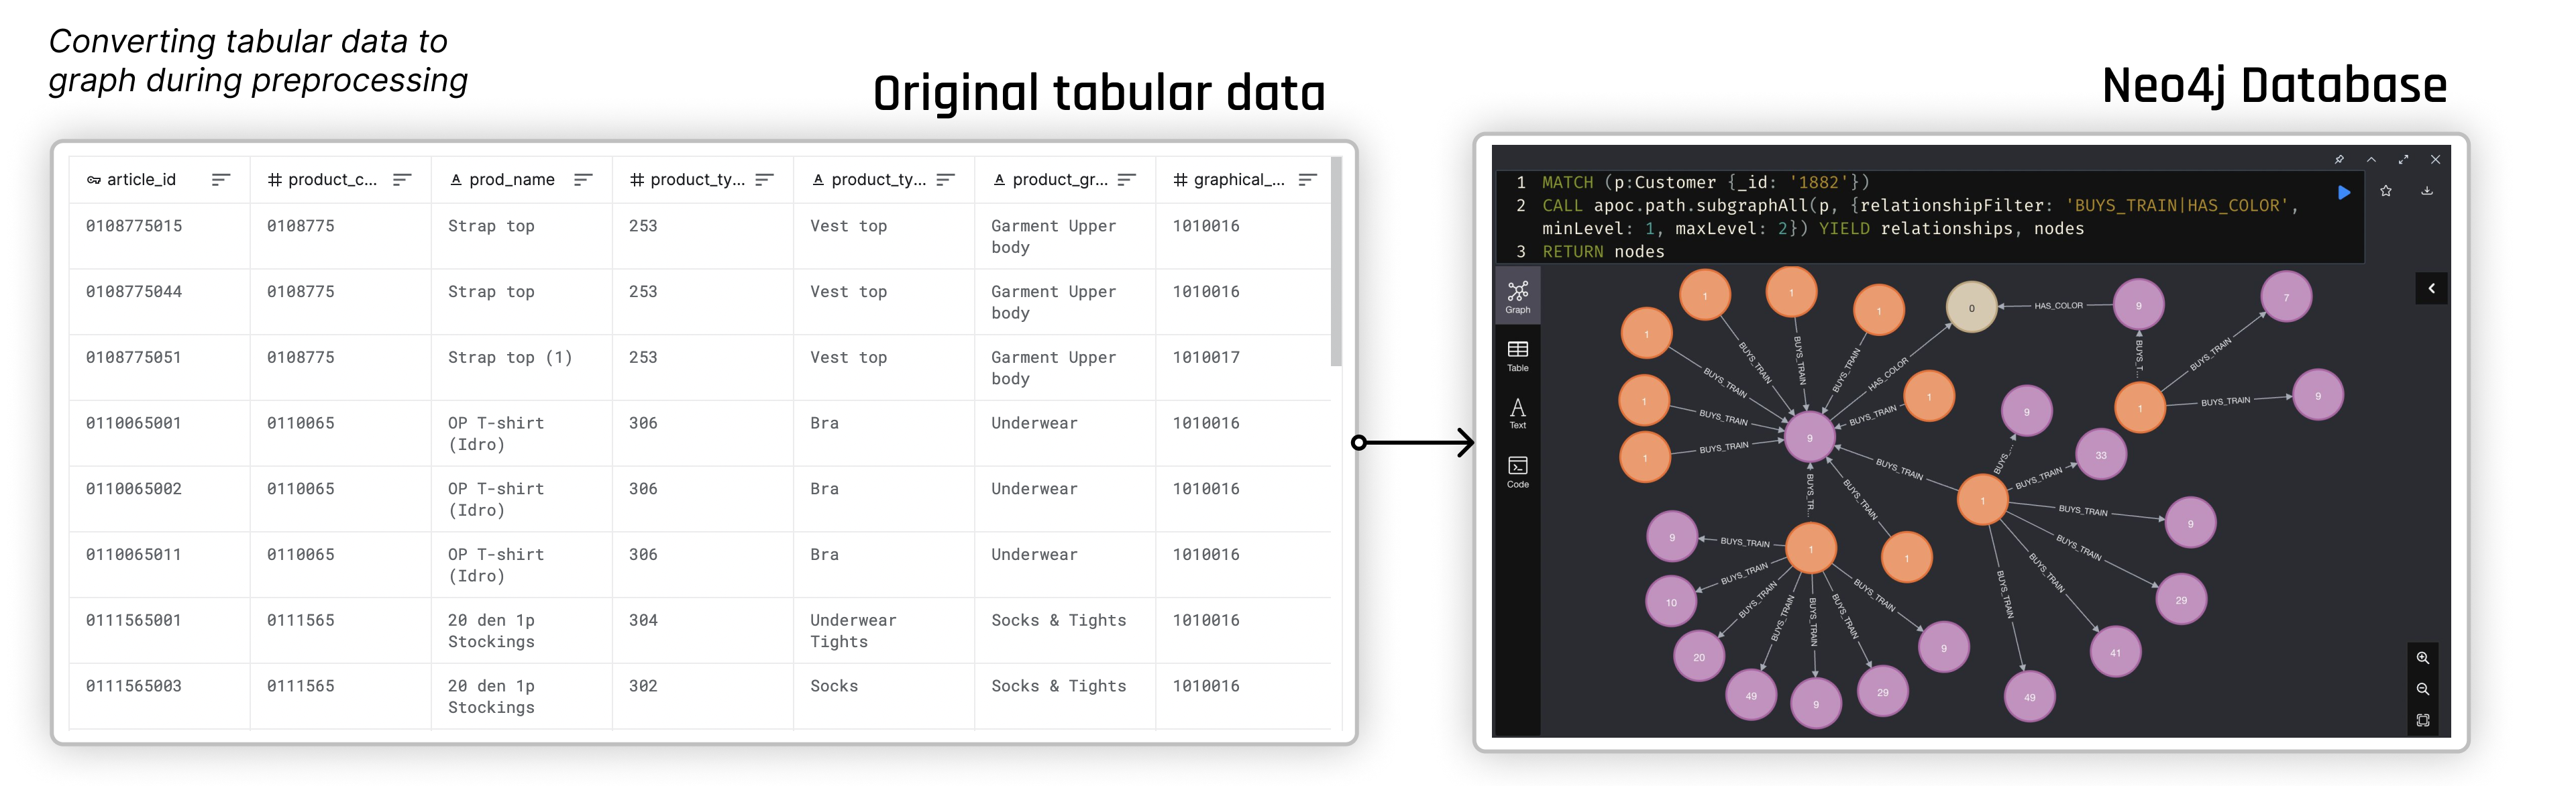 Converting tabular data to
graph during preprocessing
Original tabular data
Neo4j Database
article_id product_c... prod_name product_ty... product_ty... product_gr... graphical_...
0108775015 0108775 Strap top 253 Vest top Garment Upper 1010016
body
0108775044 0108775 Strap top 253 Vest top Garment Upper 1010016
body
0108775051 0108775 Strap top (1) 253 Vest top Garment Upper 1010017
body
0110065001 0110065 OP T-shirt 306 Bra Underwear 1010016
(Idro)
0110065002 0110065 OP T-shirt 306 Bra Underwear 1010016
(Idro)
0110065011 0110065 OP T-shirt 306 Bra Underwear 1010016
(Idro)
0111565001 0111565 20 den 1p 304 Underwear Socks & Tights 1010016
Stockings Tights
0111565003 0111565 20 den 1p 302 Socks Socks & Tights 1010016
Stockings
1 MATCH (p:Customer {_id: '1882'})
2 CALL apoc.path.subgraphAll(p, {relationshipFilter: 'BUYS_TRAIN|HAS_COLOR',
minLevel: 1, maxLevel: 2}) YIELD relationships, nodes
3 RETURN nodes
Graph
Table
Text
Code
1
1
1
1
0
HAS_COLOR
9
7
BUYS_TRAIN
BUYS_TRAIN
BUYS_TRAIN
BUYS_TRAIN
HAS_COLOR
BUYS_T...
BUYS_TRAIN
1
BUYS_TRAIN
9
1
BUYS_TRAIN
1
BUYS_TRAIN
9
9
1
BUYS_TRAIN
BUYS_TRAIN
BUYS_...
33
BUYS_TRAIN
BUYS_TR...
BUYS_TRAIN
1
BUYS_TRAIN
9
9
BUYS_TRAIN
1
1
BUYS_TRAIN
10
BUYS_TRAIN
BUYS_TRAIN
BUYS_TRAIN
BUYS_TRAIN
BUYS_TRAIN
BUYS_TRAIN
BUYS_TRAIN
BUYS_TRAIN
29
20
9
41
49
9
29
49